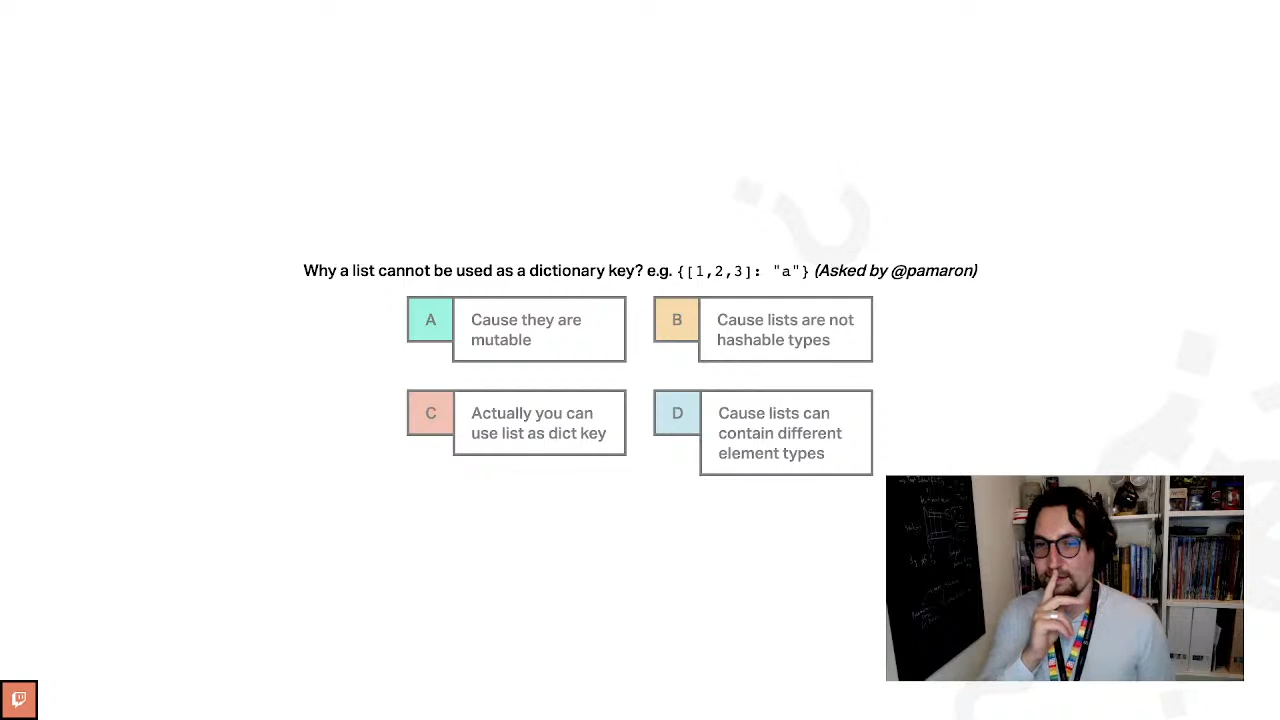 Why a list cannot be used as a dictionary key? e.g. {[1,2,3]: "a"} (Asked by @pamaron)
A
Cause they are
mutable
B
Cause lists are not
hashable types
C
Actually you can
use list as dict key
D
Cause lists can
contain different
element types